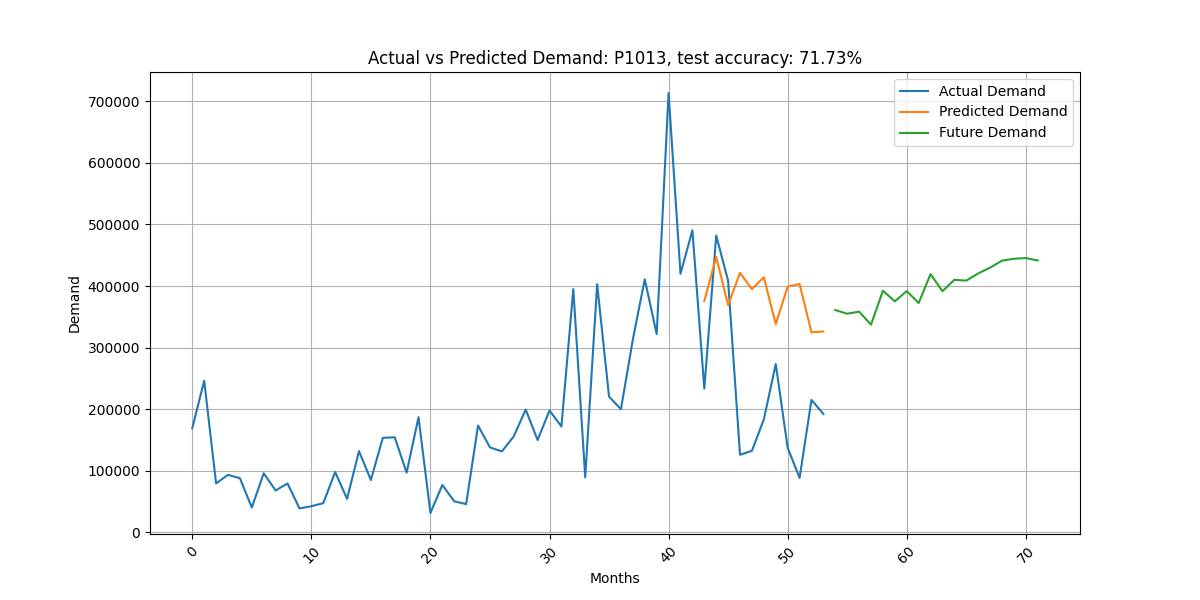 Actual vs Predicted Demand: P1013, test accuracy: 71.73%
Actual Demand
Predicted Demand
Future Demand
700000
600000
500000
400000
300000
200000
100000
0
Demand
0
10
20
30
40
50
60
70
Months